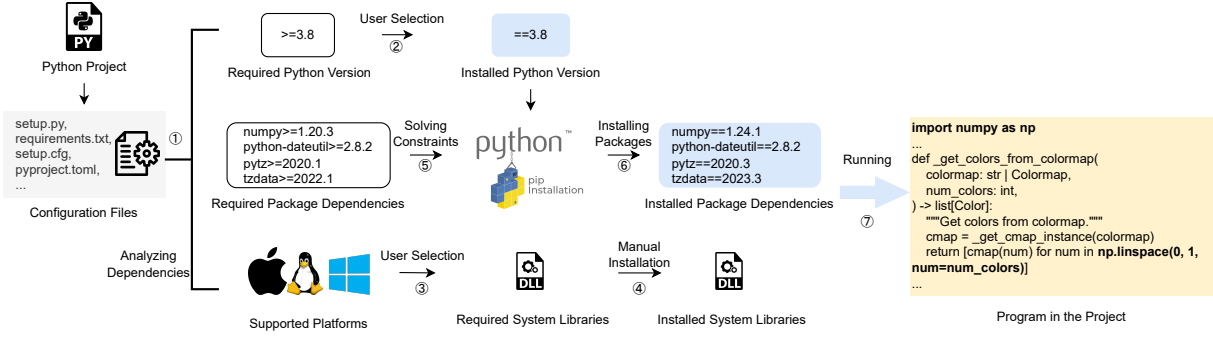 PY
Python Project
setup.py,
requirements.txt,
setup.cfg,
pyproject.toml,
...
Configuration Files
①
Analyzing
Dependencies
>=3.8
Required Python Version
User Selection
②
==3.8
Installed Python Version
numpy>=1.20.3
python-dateutil>=2.8.2
pytz>=2020.1
tzdata>=2022.1
Required Package Dependencies
Solving
Constraints
⑤
python™
pip
Installation
Installing
Packages
⑥
numpy==1.24.1
python-dateutil==2.8.2
pytz==2020.3
tzdata==2023.3
Installed Package Dependencies
Supported Platforms
User Selection
③
DLL
Required System Libraries
Manual
Installation
④
DLL
Installed System Libraries
Running
⑦
import numpy as np
...
def _get_colors_from_colormap(
colormap: str | Colormap,
num_colors: int,
) -> list[Color]:
"""Get colors from colormap."""
cmap = _get_cmap_instance(colormap)
return [cmap(num) for num in np.linspace(0, 1,
num=num_colors)]
...
Program in the Project